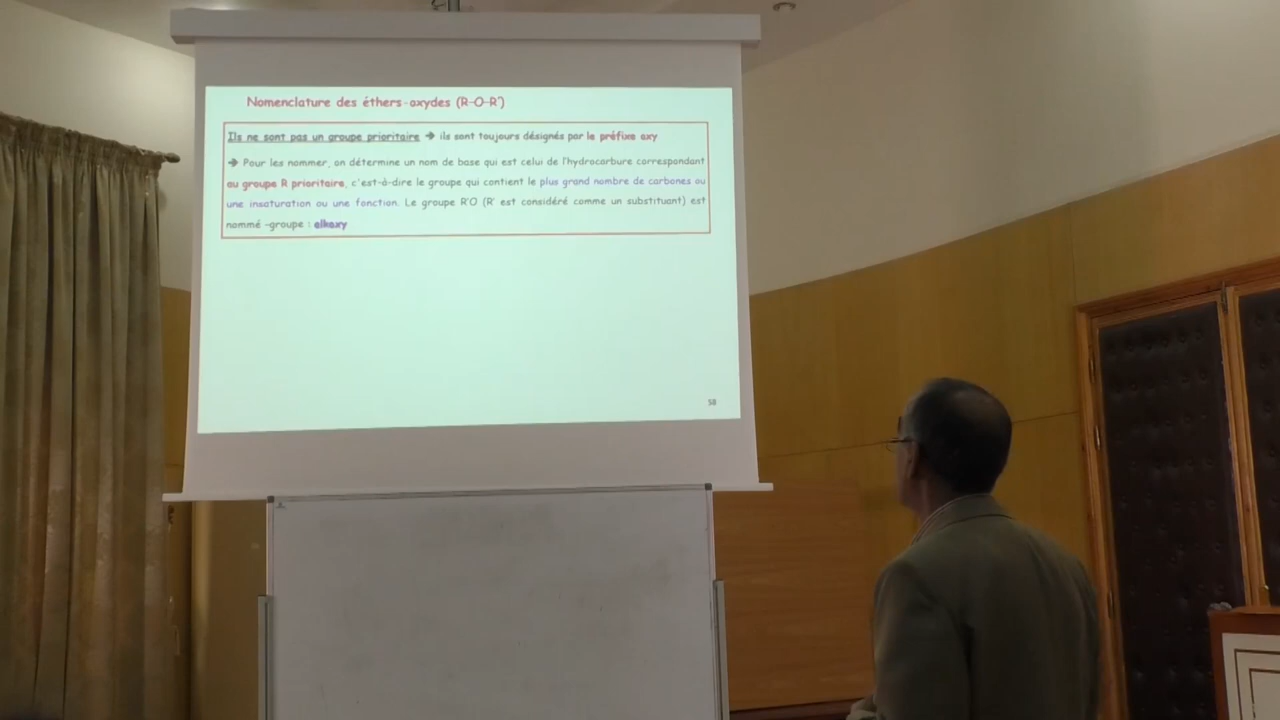 Nomenclature des éthers-oxydes (R-O-R')
Ils ne sont pas un groupe prioritaire ➔ ils sont toujours désignés par le préfixe oxy
➔ Pour les nommer, on détermine un nom de base qui est celui de l'hydrocarbure correspondant
au groupe R prioritaire, c'est-à-dire le groupe qui contient le plus grand nombre de carbones ou
une insaturation ou une fonction. Le groupe R'O (R' est considéré comme un substituant) est
nommé -groupe : alkoxy
58